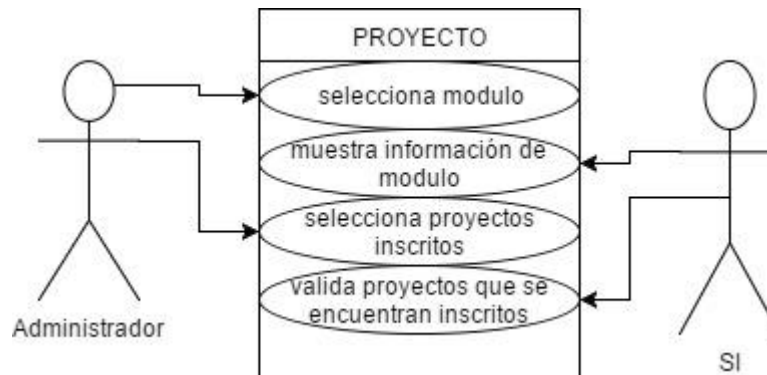 PROYECTO
selecciona modulo
muestra información de
modulo
selecciona proyectos
inscritos
valida proyectos que se
encuentran inscritos
Administrador
SI